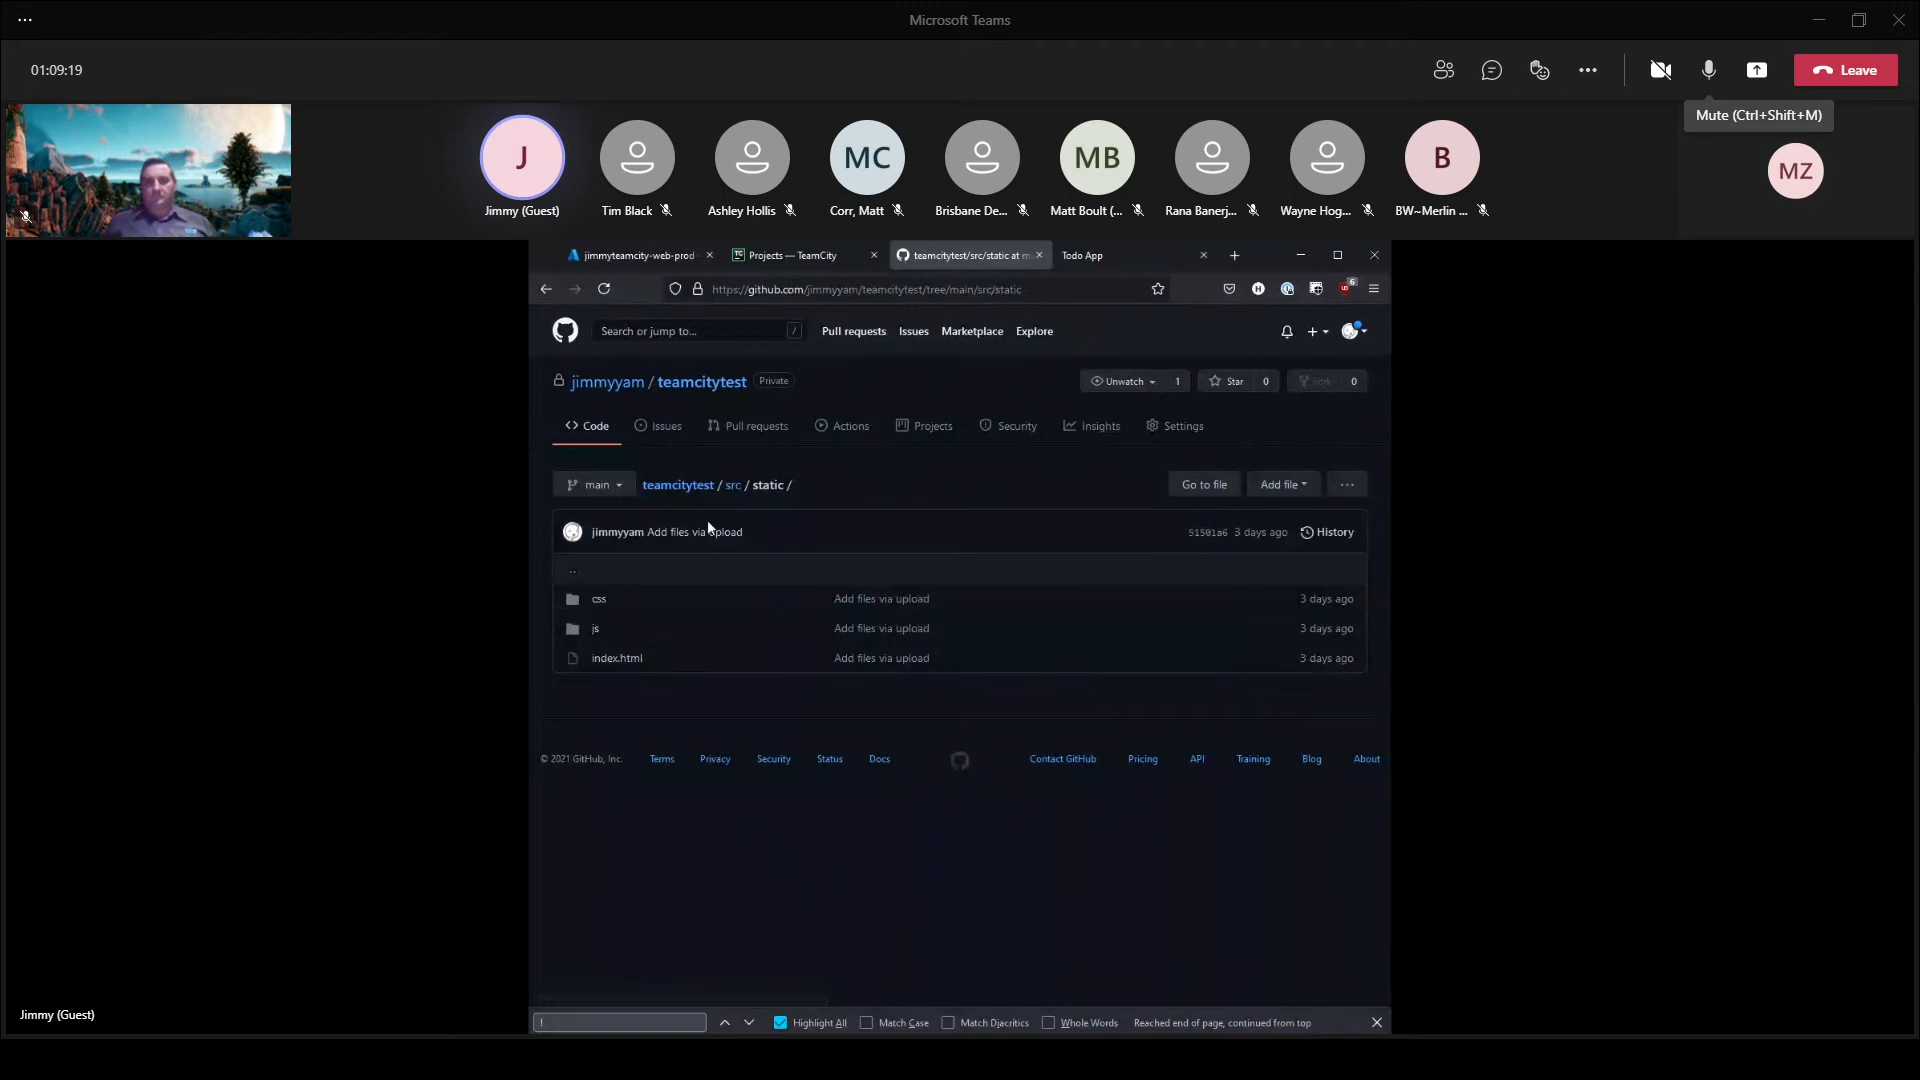 Microsoft Teams
01:09:19
Leave
Mute (Ctrl+Shift+M)
J
MC
MB
B
MZ
Jimmy (Guest)
Tim Black
Ashley Hollis
Corr, Matt
Brisbane De...
Matt Boult (...
Rana Banerj...
Wayne Hog...
BW~Merlin ...
jimmyteamcity-web-prod
TC Projects — TeamCity
teamcitytest/src/static at m
Todo App
https://github.com/jimmyyam/teamcitytest/tree/main/src/static
6
Search or jump to... /
Pull requests Issues Marketplace Explore
jimmyyam / teamcitytest Private
Unwatch 1
Star 0
Fork 0
Code
Issues
Pull requests
Actions
Projects
Security
Insights
Settings
main
teamcitytest / src / static /
Go to file
Add file
jimmyyam Add files via upload
51501a6 3 days ago History
..
css Add files via upload 3 days ago
js Add files via upload 3 days ago
index.html Add files via upload 3 days ago
© 2021 GitHub, Inc. Terms Privacy Security Status Docs Contact GitHub Pricing API Training Blog About
Jimmy (Guest)
! Highlight All Match Case Match Diacritics Whole Words Reached end of page, continued from top